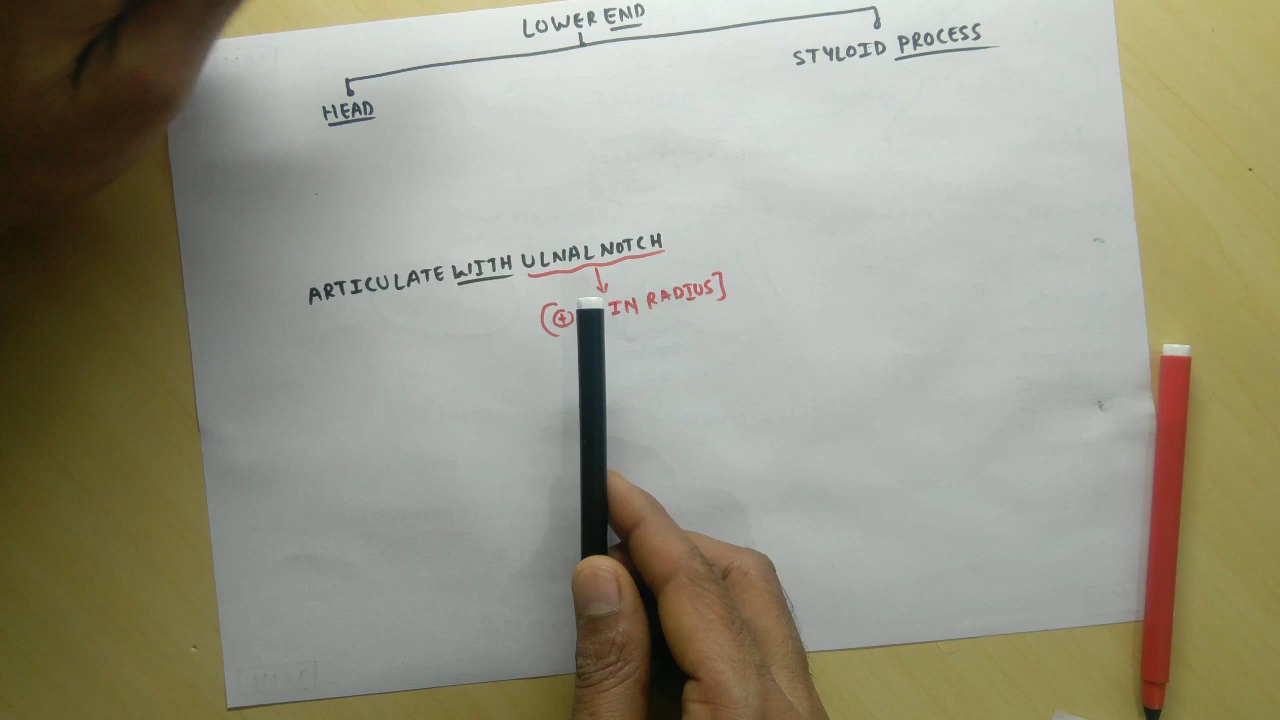 LOWER END
STYLOID PROCESS
HEAD
ARTICULATE WITH ULNAL NOTCH
(+ IN RADIUS]